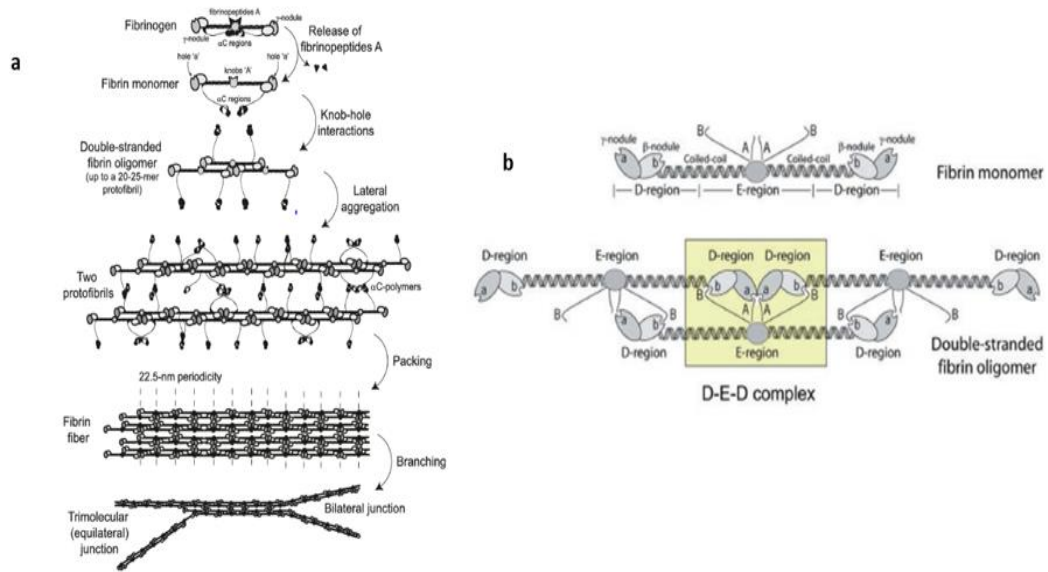 a
Fibrinogen
fibrinopeptides A
γ-nodule
γ-nodule
αC regions
Release of
fibrinopeptides A
hole 'a'
hole 'a'
knobs 'A'
Fibrin monomer
αC regions
Knob-hole
interactions
Double-stranded
fibrin oligomer
(up to a 20-25-mer
protofibril)
Lateral
aggregation
Two
protofibrils
αC-polymers
Packing
22.5-nm periodicity
Fibrin
fiber
Branching
Bilateral junction
Trimolecular
(equilateral)
junction
b
B
B
A A
γ-nodule
β-nodule
Coiled-coil
Coiled-coil
β-nodule
γ-nodule
a b
b a
Fibrin monomer
D-region
E-region
D-region
D-region
E-region
D-region
D-region
E-region
D-region
a b
b a
a b
b a
B
B
A A
B
B
B
B
a b
b a
D-region
E-region
D-region
Double-stranded
fibrin oligomer
D-E-D complex